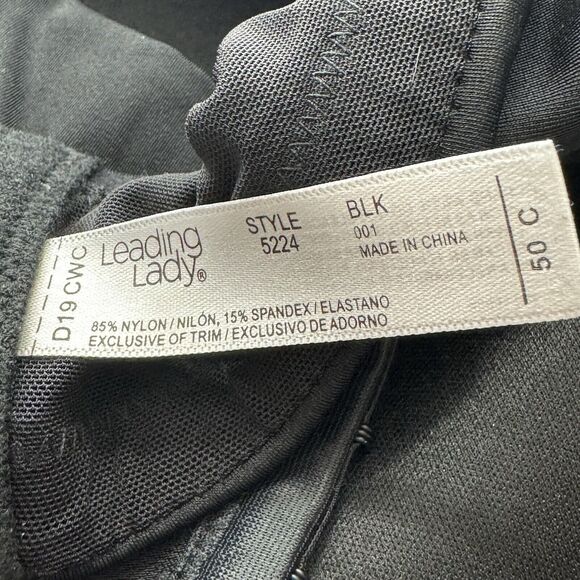 D19 CWC
Leading
Lady®
STYLE
5224
BLK
001
MADE IN CHINA
85% NYLON/NILÓN, 15% SPANDEX/ELASTANO
EXCLUSIVE OF TRIM/EXCLUSIVO DE ADORNO
50 C